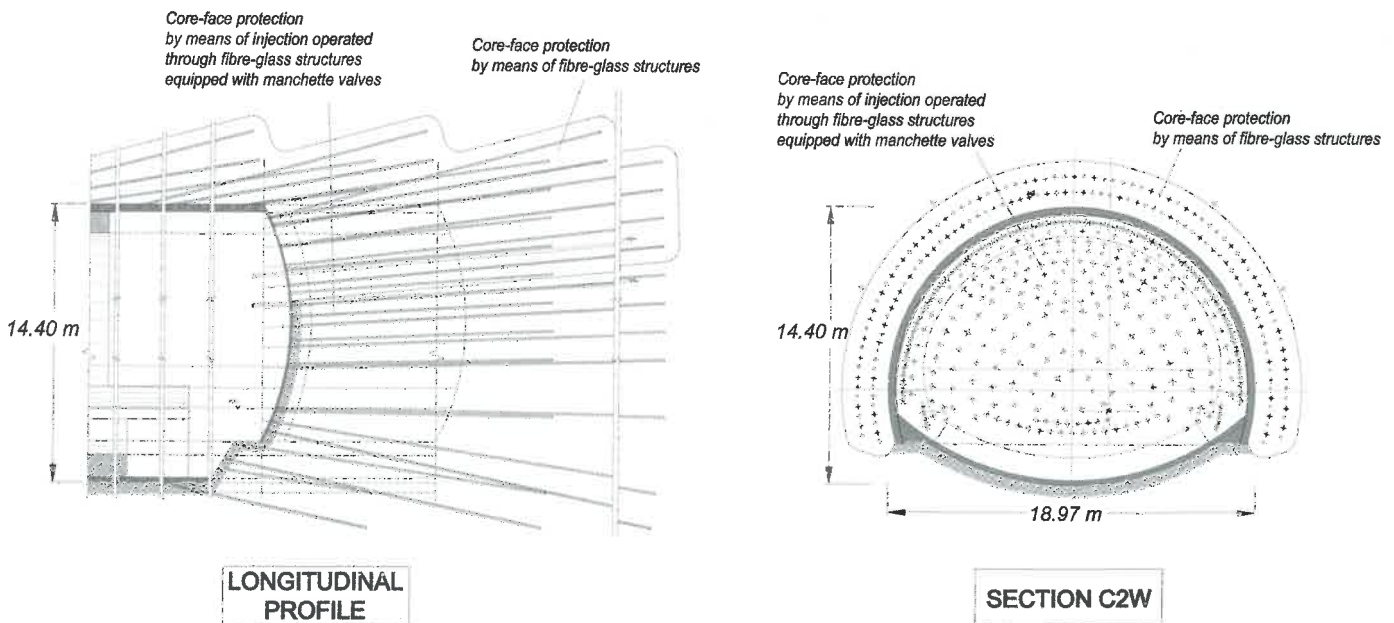 Core-face protection
by means of injection operated
through fibre-glass structures
equipped with manchette valves
Core-face protection
by means of fibre-glass structures
14.40 m
LONGITUDINAL
PROFILE
Core-face protection
by means of injection operated
through fibre-glass structures
equipped with manchette valves
Core-face protection
by means of fibre-glass structures
14.40 m
18.97 m
SECTION C2W